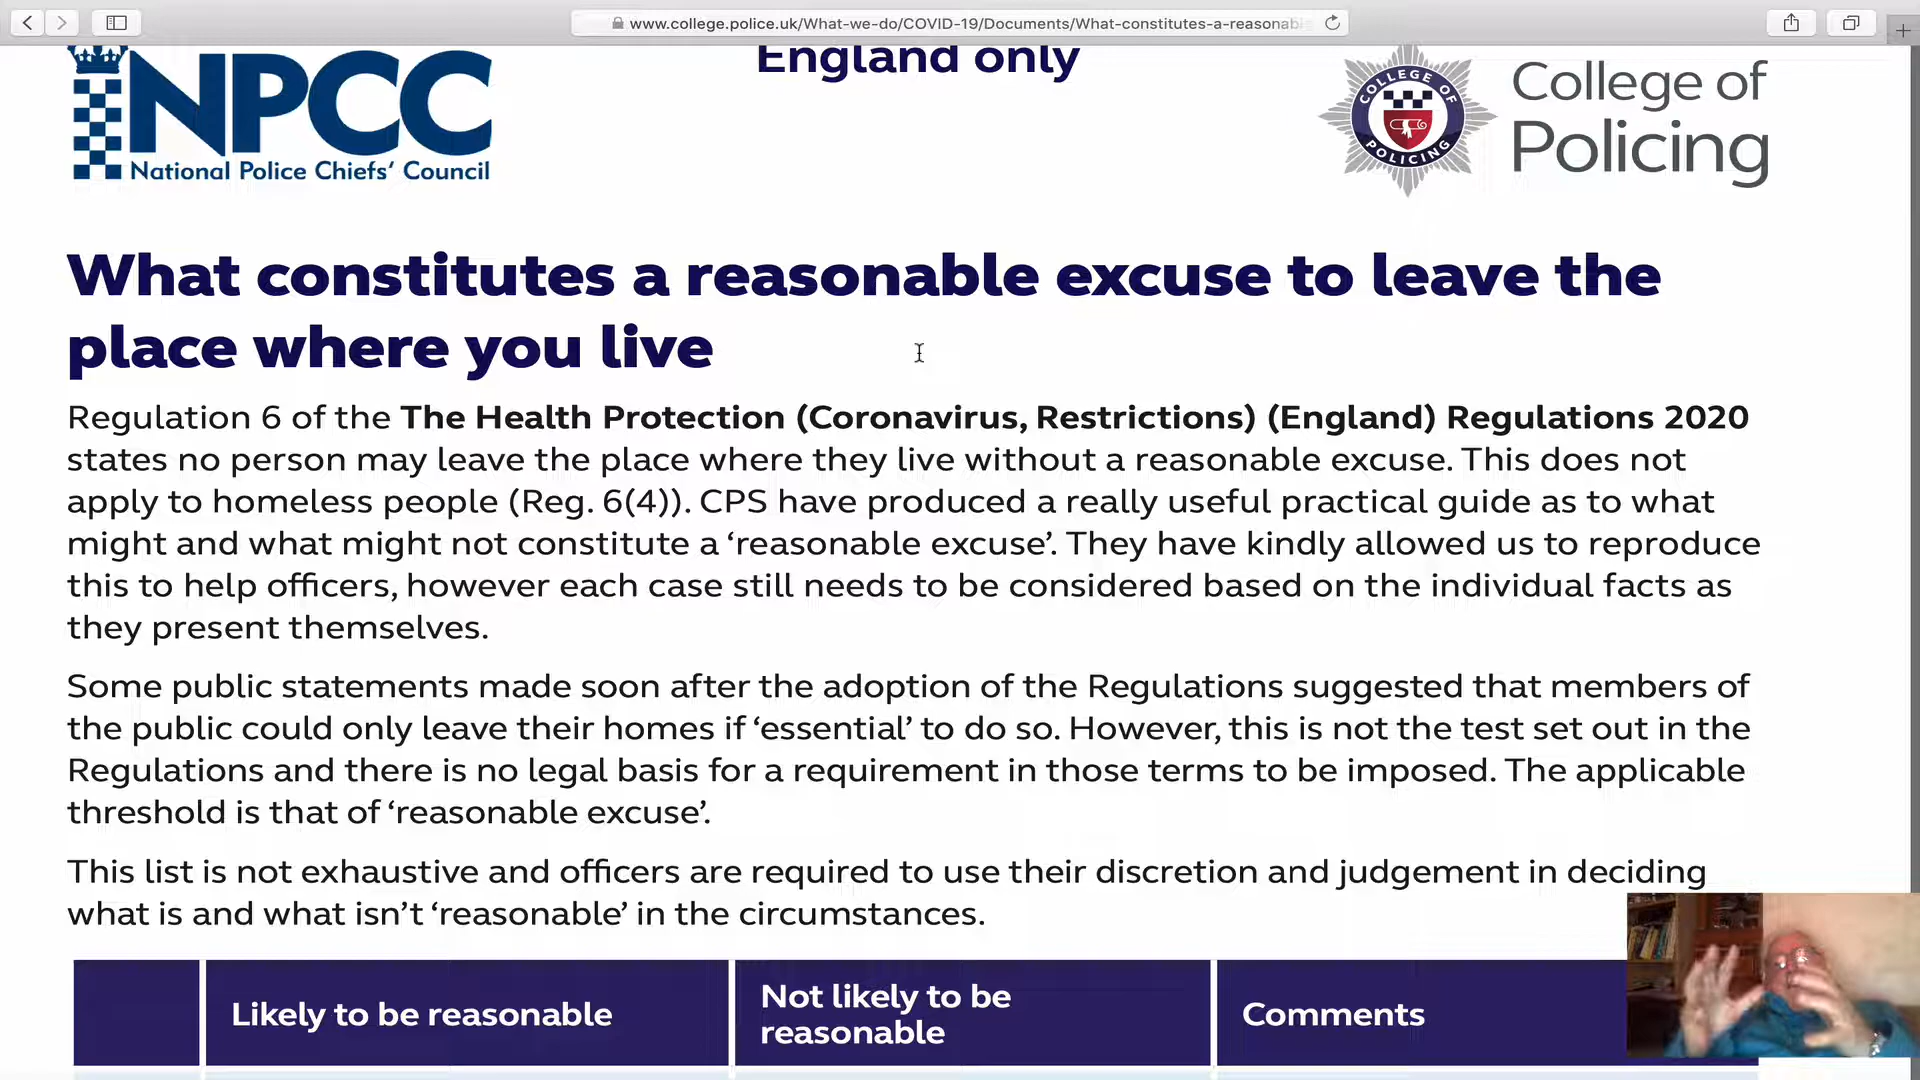 www.college.police.uk/What-we-do/COVID-19/Documents/What-constitutes-a-reasonabl
England only
NPCC
National Police Chiefs' Council
COLLEGE OF
POLICING
College of
Policing
What constitutes a reasonable excuse to leave the
place where you live
Regulation 6 of the The Health Protection (Coronavirus, Restrictions) (England) Regulations 2020
states no person may leave the place where they live without a reasonable excuse. This does not
apply to homeless people (Reg. 6(4)). CPS have produced a really useful practical guide as to what
might and what might not constitute a ‘reasonable excuse’. They have kindly allowed us to reproduce
this to help officers, however each case still needs to be considered based on the individual facts as
they present themselves.
Some public statements made soon after the adoption of the Regulations suggested that members of
the public could only leave their homes if ‘essential’ to do so. However, this is not the test set out in the
Regulations and there is no legal basis for a requirement in those terms to be imposed. The applicable
threshold is that of ‘reasonable excuse’.
This list is not exhaustive and officers are required to use their discretion and judgement in deciding
what is and what isn’t ‘reasonable’ in the circumstances.
Likely to be reasonable
Not likely to be
reasonable
Comments